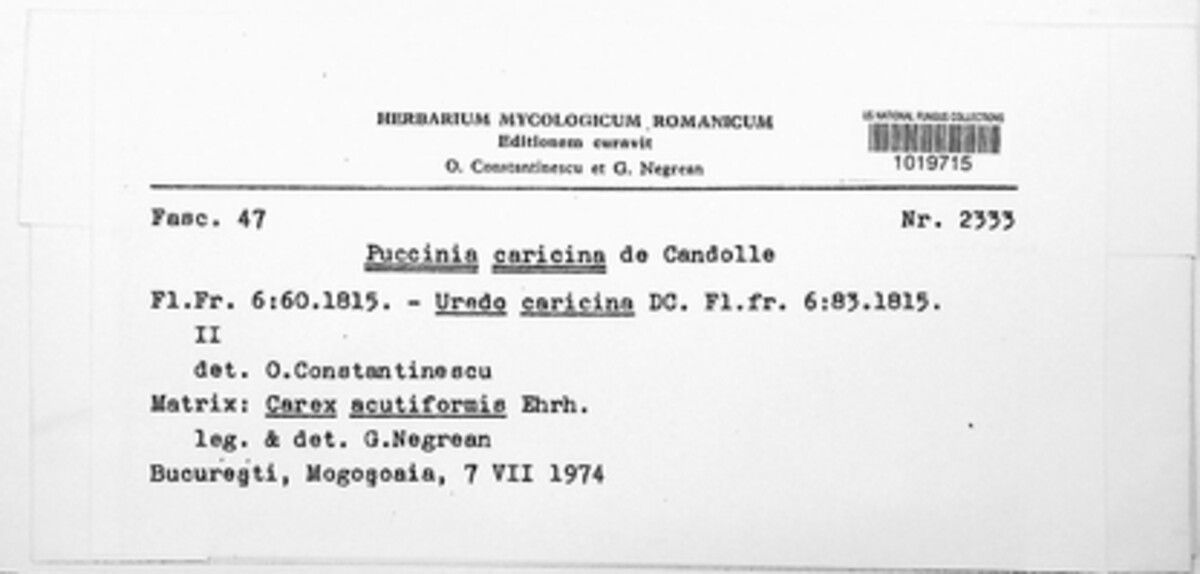 HERBARIUM MYCOLOGICUM ROMANICUM
Editionem curavit
O. Constantinescu et G. Negrean
US NATIONAL FUNGUS COLLECTIONS
1019715
Fasc. 47 Nr. 2333
Puccinia caricina de Candolle
Fl.Fr. 6:60.1815. - Uredo caricina DC. Fl.fr. 6:83.1815.
II
det. O.Constantinescu
Matrix: Carex acutiformis Ehrh.
leg. & det. G.Negrean
București, Mogoșoaia, 7 VII 1974